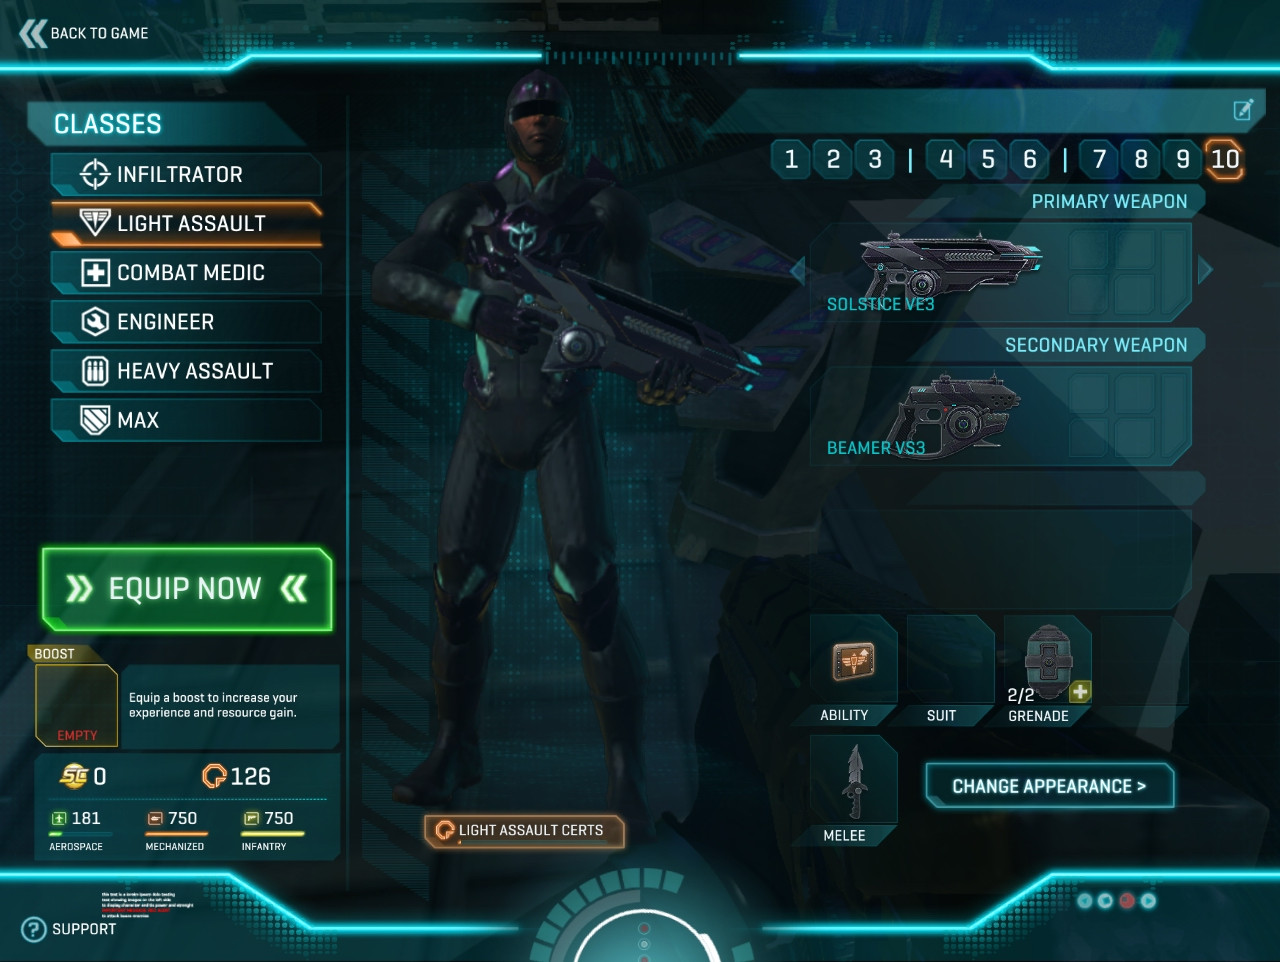 BACK TO GAME
CLASSES
INFILTRATOR
LIGHT ASSAULT
COMBAT MEDIC
ENGINEER
HEAVY ASSAULT
MAX
EQUIP NOW
BOOST
EMPTY
Equip a boost to increase your
experience and resource gain.
SC 0
126
181
750
750
AEROSPACE
MECHANIZED
INFANTRY
? SUPPORT
LIGHT ASSAULT CERTS
1 2 3 | 4 5 6 | 7 8 9 10
PRIMARY WEAPON
SOLSTICE VE3
SECONDARY WEAPON
BEAMER VS3
2/2
ABILITY
SUIT
GRENADE
MELEE
CHANGE APPEARANCE >